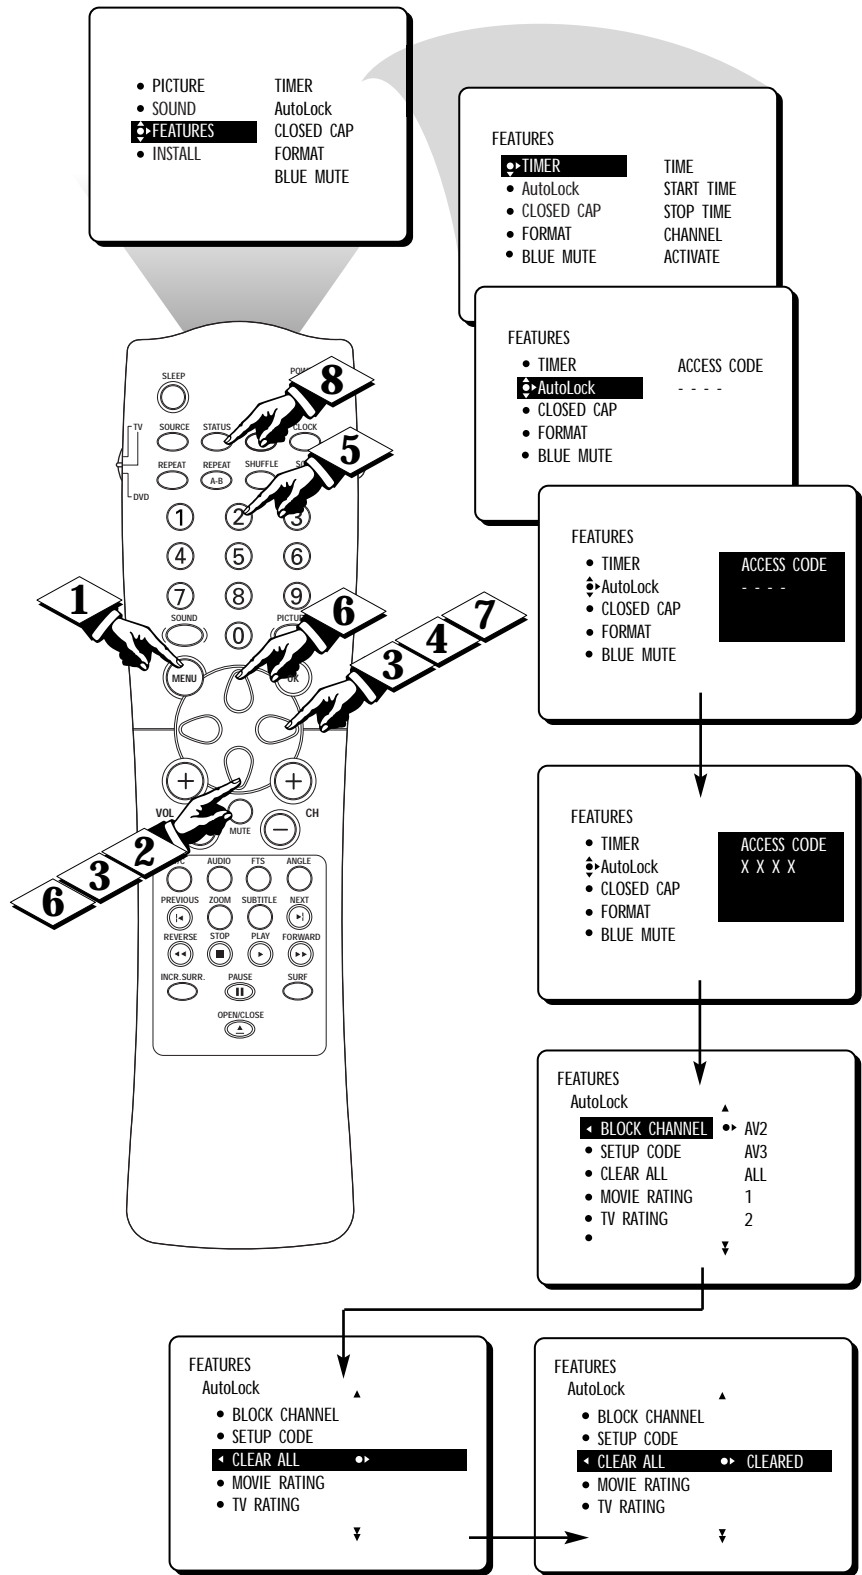 PICTURE TIMER
SOUND AutoLock
FEATURES CLOSED CAP
INSTALL FORMAT
BLUE MUTE
FEATURES
TIMER TIME
AutoLock START TIME
CLOSED CAP STOP TIME
FORMAT CHANNEL
BLUE MUTE ACTIVATE
FEATURES
TIMER ACCESS CODE
AutoLock - - - -
CLOSED CAP
FORMAT
BLUE MUTE
FEATURES
TIMER ACCESS CODE
AutoLock - - - -
CLOSED CAP
FORMAT
BLUE MUTE
FEATURES
TIMER ACCESS CODE
AutoLock X X X X
CLOSED CAP
FORMAT
BLUE MUTE
FEATURES
AutoLock
BLOCK CHANNEL AV2
SETUP CODE AV3
CLEAR ALL ALL
MOVIE RATING 1
TV RATING 2
FEATURES
AutoLock
BLOCK CHANNEL
SETUP CODE
CLEAR ALL
MOVIE RATING
TV RATING
FEATURES
AutoLock
BLOCK CHANNEL
SETUP CODE
CLEAR ALL CLEARED
MOVIE RATING
TV RATING
SLEEP
8
TV SOURCE STATUS CLOCK
5
REPEAT REPEAT SHUFFLE
A-B
DVD
1 2 3
4 5 6
7 8 9
1
6
SOUND 0
3 4 7
MENU OK
+ +
VOL MUTE CH
−
6 3 2
AUDIO FTS ANGLE
PREVIOUS ZOOM SUBTITLE NEXT
REVERSE STOP PLAY FORWARD
INCR.SURR. PAUSE SURF
OPEN/CLOSE